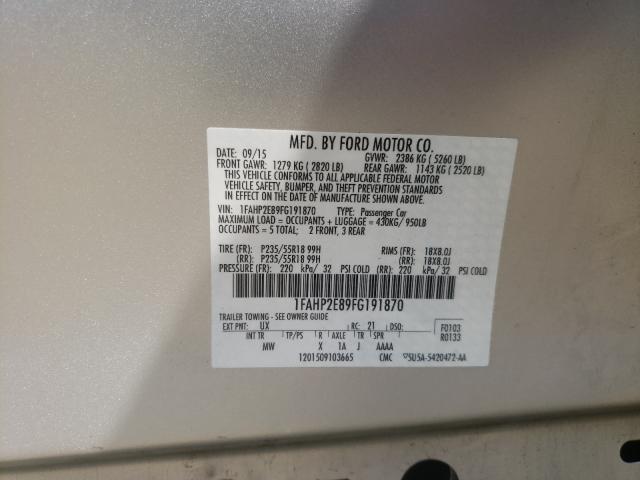 MFD. BY FORD MOTOR CO.
DATE: 09/15 GVWR: 2386 KG ( 5260 LB)
FRONT GAWR: 1279 KG ( 2820 LB) REAR GAWR: 1143 KG ( 2520 LB)
THIS VEHICLE CONFORMS TO ALL APPLICABLE FEDERAL MOTOR
VEHICLE SAFETY, BUMPER, AND THEFT PREVENTION STANDARDS
IN EFFECT ON THE DATE OF MANUFACTURE SHOWN ABOVE.
VIN: 1FAHP2E89FG191870 TYPE: Passenger Car
MAXIMUM LOAD = OCCUPANTS + LUGGAGE = 430KG/ 950LB
OCCUPANTS = 5 TOTAL: 2 FRONT, 3 REAR
TIRE (FR): P235/55R18 99H RIMS (FR): 18X8.0J
(RR): P235/55R18 99H (RR): 18X8.0J
PRESSURE (FR): 220 kPa/ 32 PSI COLD (RR): 220 kPa/ 32 PSI COLD
1FAHP2E89FG191870
TRAILER TOWING - SEE OWNER GUIDE
EXT PNT: UX RC: 21 DSO: F0103
INT TR TP/PS R AXLE TR SPR R0133
MW X 1A J AAAA
1201509103665 CMC 5U5A-5420472-AA